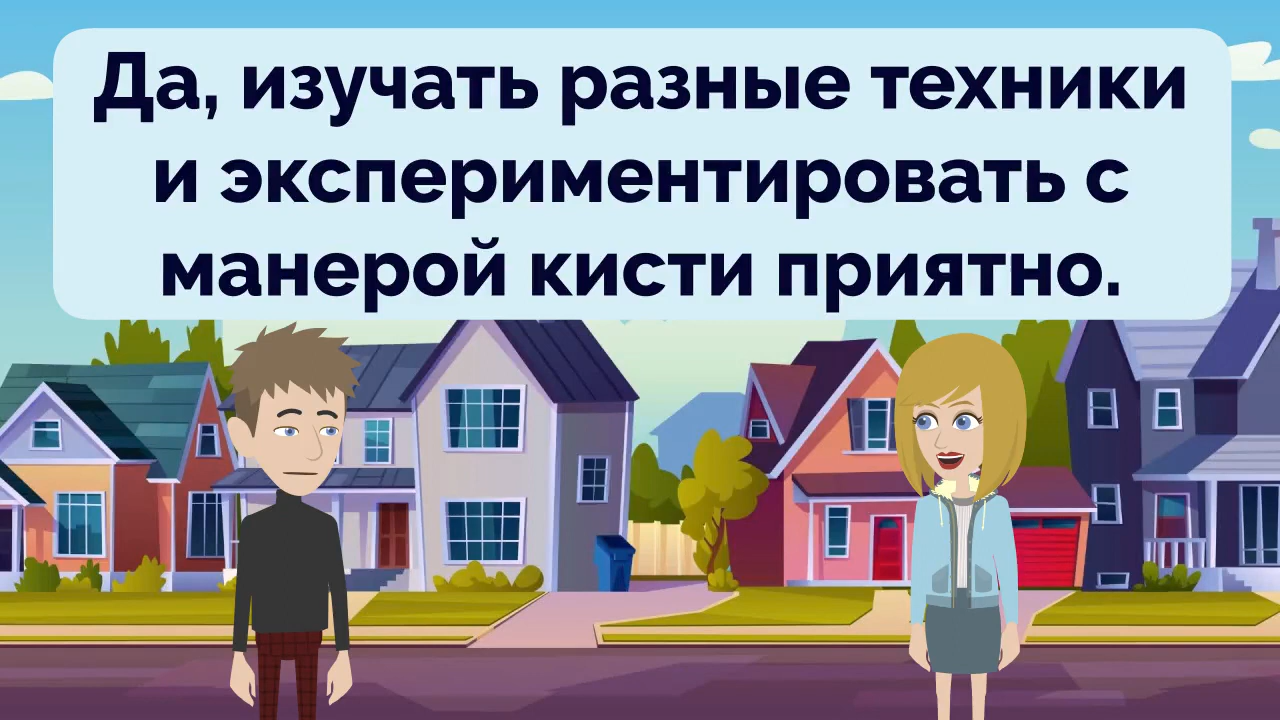 Да, изучать разные техники
и экспериментировать с
манерой кисти приятно.